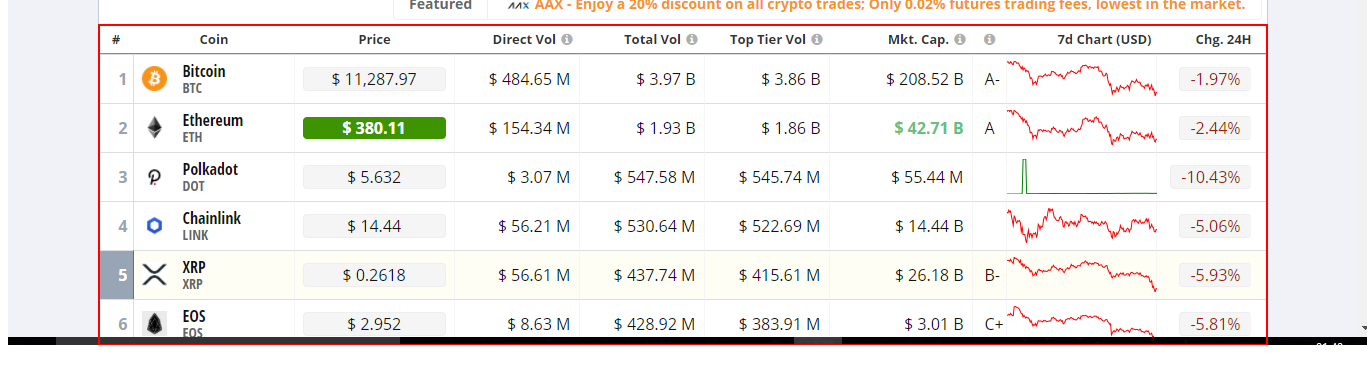 Featured AAX AAX - Enjoy a 20% discount on all crypto trades; Only 0.02% futures trading fees, lowest in the market.
# Coin Price Direct Vol Total Vol Top Tier Vol Mkt. Cap. 7d Chart (USD) Chg. 24H
1 Bitcoin $ 11,287.97 $ 484.65 M $ 3.97 B $ 3.86 B $ 208.52 B A- -1.97%
BTC
2 Ethereum $ 380.11 $ 154.34 M $ 1.93 B $ 1.86 B $ 42.71 B A -2.44%
ETH
3 Polkadot $ 5.632 $ 3.07 M $ 547.58 M $ 545.74 M $ 55.44 M -10.43%
DOT
4 Chainlink $ 14.44 $ 56.21 M $ 530.64 M $ 522.69 M $ 14.44 B -5.06%
LINK
5 XRP $ 0.2618 $ 56.61 M $ 437.74 M $ 415.61 M $ 26.18 B B- -5.93%
XRP
6 EOS $ 2.952 $ 8.63 M $ 428.92 M $ 383.91 M $ 3.01 B C+ -5.81%
EOS